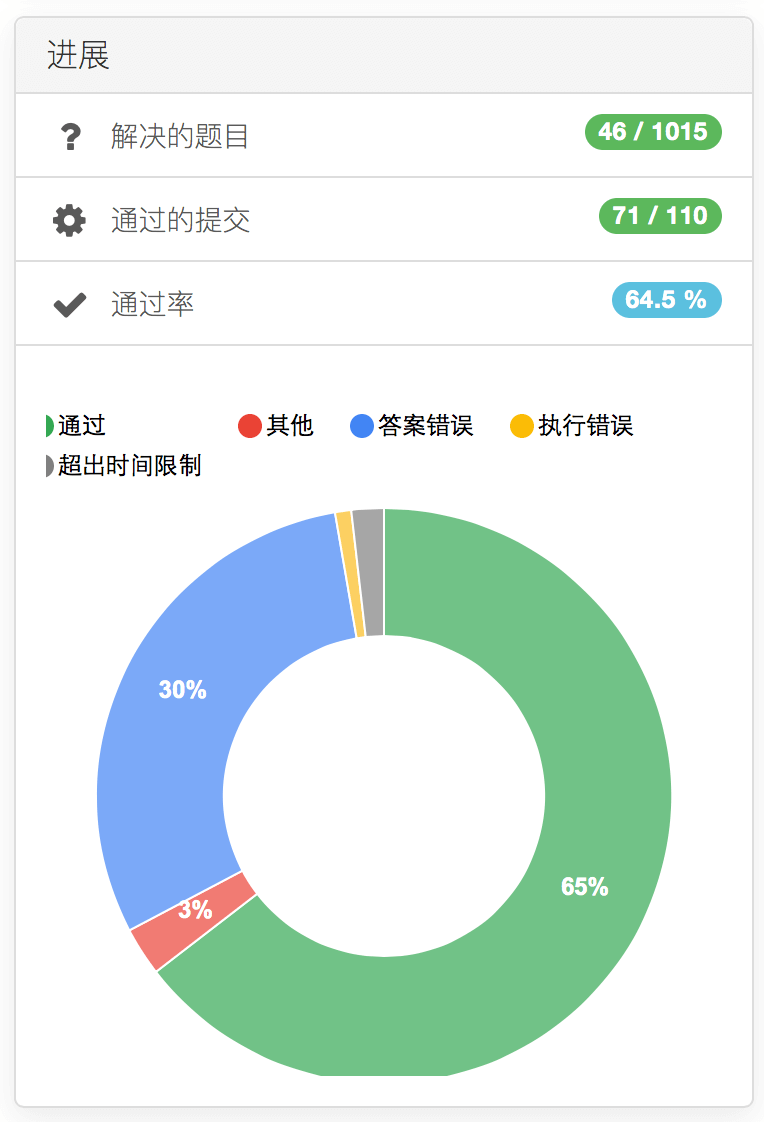 进展
解决的题目 46 / 1015
通过的提交 71 / 110
通过率 64.5 %
通过 其他 答案错误 执行错误
超出时间限制
30%
65%
3%